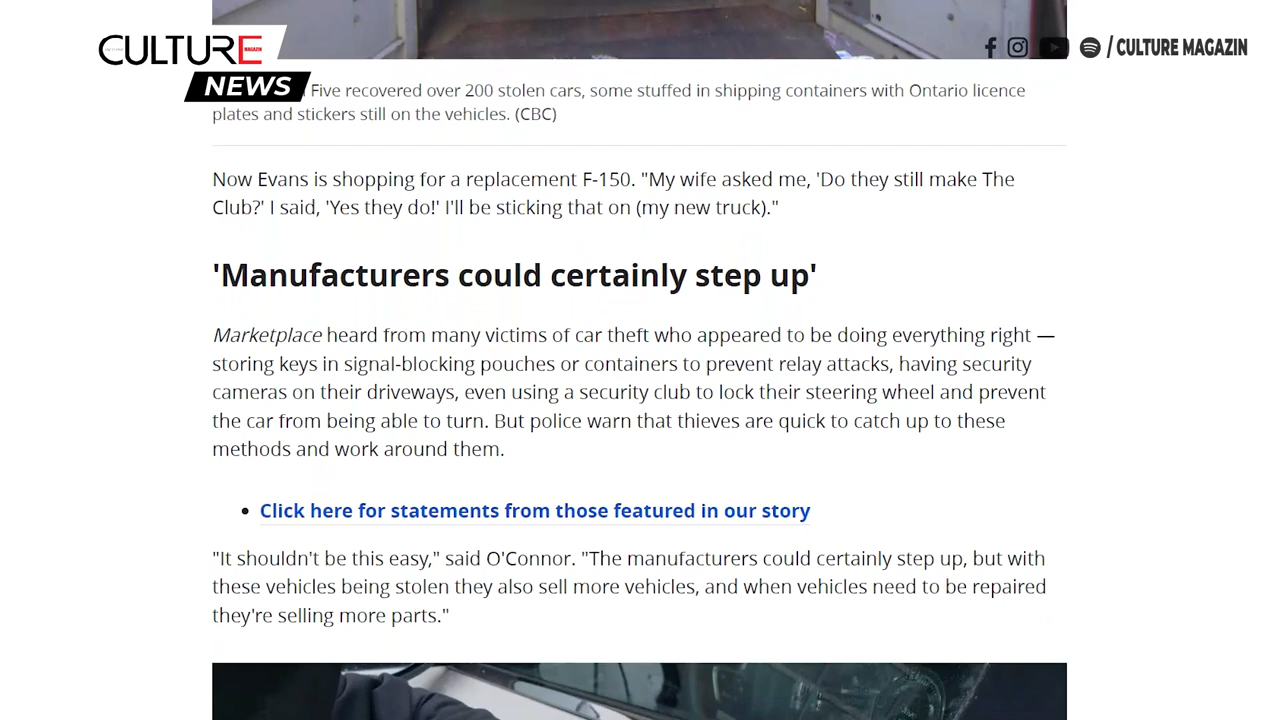 CULTURE
MAGAZIN
NEWS
/ CULTURE MAGAZIN
Five recovered over 200 stolen cars, some stuffed in shipping containers with Ontario licence
plates and stickers still on the vehicles. (CBC)
Now Evans is shopping for a replacement F-150. "My wife asked me, 'Do they still make The
Club?' I said, 'Yes they do!' I'll be sticking that on (my new truck)."
'Manufacturers could certainly step up'
Marketplace heard from many victims of car theft who appeared to be doing everything right —
storing keys in signal-blocking pouches or containers to prevent relay attacks, having security
cameras on their driveways, even using a security club to lock their steering wheel and prevent
the car from being able to turn. But police warn that thieves are quick to catch up to these
methods and work around them.
• Click here for statements from those featured in our story
"It shouldn't be this easy," said O'Connor. "The manufacturers could certainly step up, but with
these vehicles being stolen they also sell more vehicles, and when vehicles need to be repaired
they're selling more parts."